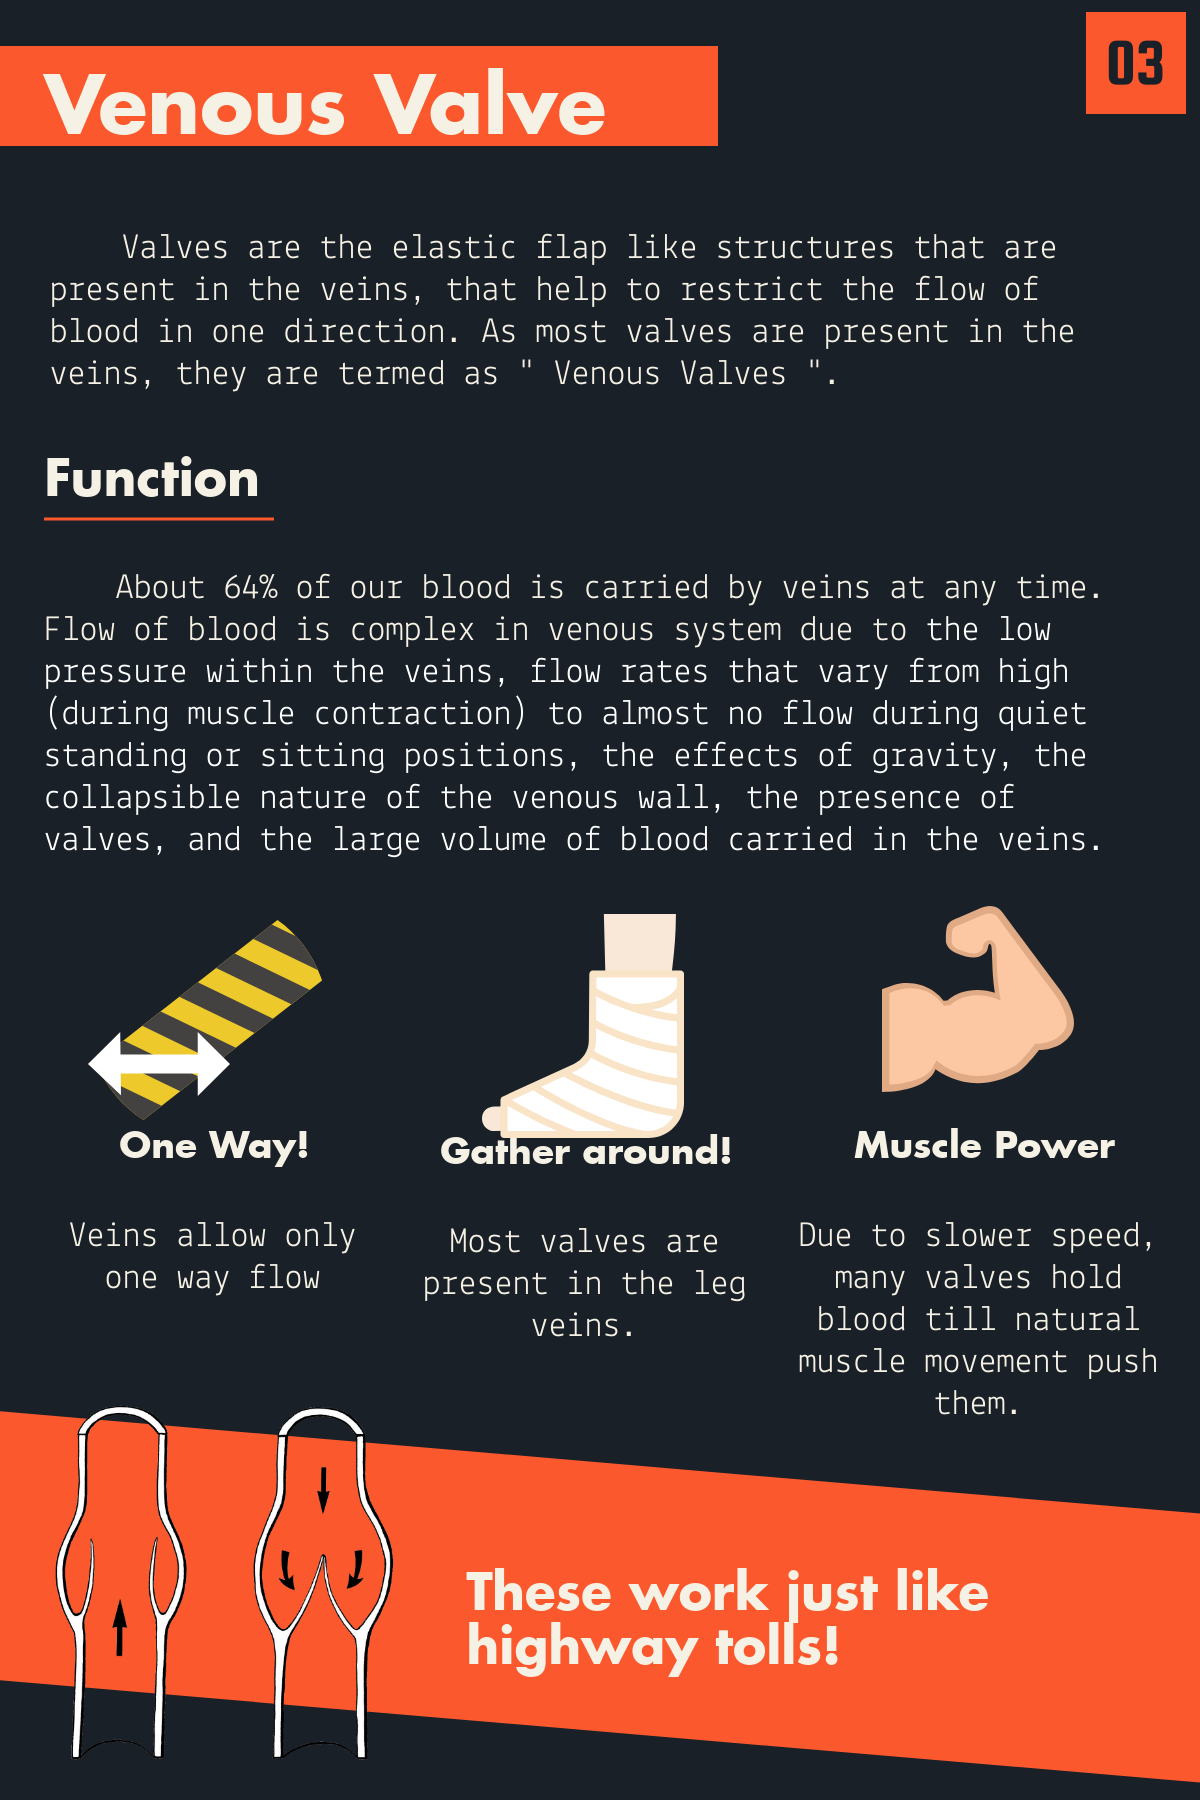 03
Venous Valve
Valves are the elastic flap like structures that are
present in the veins, that help to restrict the flow of
blood in one direction. As most valves are present in the
veins, they are termed as " Venous Valves ".
Function
About 64% of our blood is carried by veins at any time.
Flow of blood is complex in venous system due to the low
pressure within the veins, flow rates that vary from high
(during muscle contraction) to almost no flow during quiet
standing or sitting positions, the effects of gravity, the
collapsible nature of the venous wall, the presence of
valves, and the large volume of blood carried in the veins.
One Way!
Veins allow only
one way flow
Gather around!
Most valves are
present in the leg
veins.
Muscle Power
Due to slower speed,
many valves hold
blood till natural
muscle movement push
them.
These work just like
highway tolls!